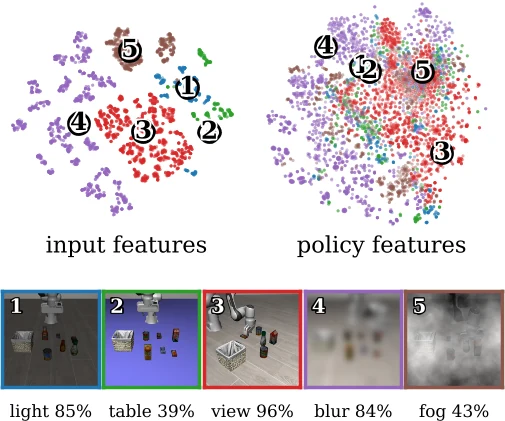 5 4
1 1 2 5
4 3 2 3
input features policy features
1 2 3 4 5
light 85% table 39% view 96% blur 84% fog 43%